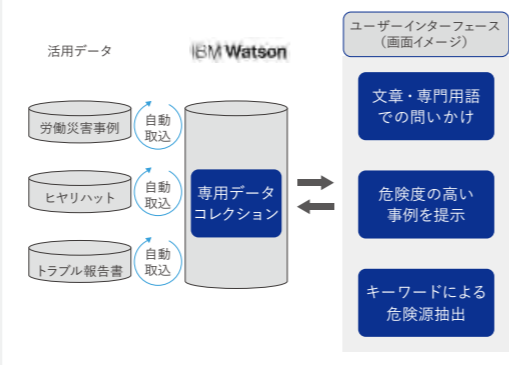 活用データ
IBM Watson
ユーザーインターフェース
（画面イメージ）
労働災害事例
自動
取込
ヒヤリハット
自動
取込
トラブル報告書
自動
取込
専用データ
コレクション
文章・専門用語
での問いかけ
危険度の高い
事例を提示
キーワードによる
危険源抽出